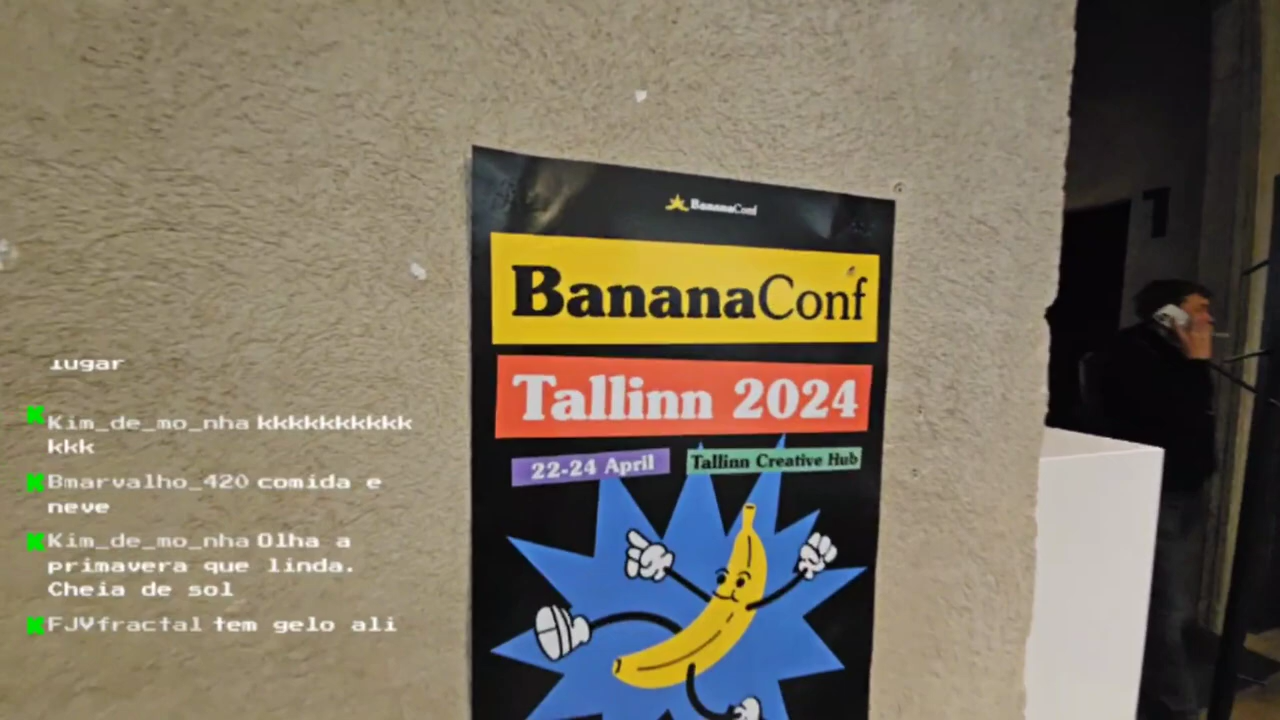 BananaConf
BananaConf
Tallinn 2024
22-24 April
Tallinn Creative Hub
lugar
Kim_de_mo_nha kkkkkkkkkk
kkk
Bmarvalho_420 comida e
neve
Kim_de_mo_nha Olha a
primavera que linda.
Cheia de sol
FJVfractal tem gelo ali